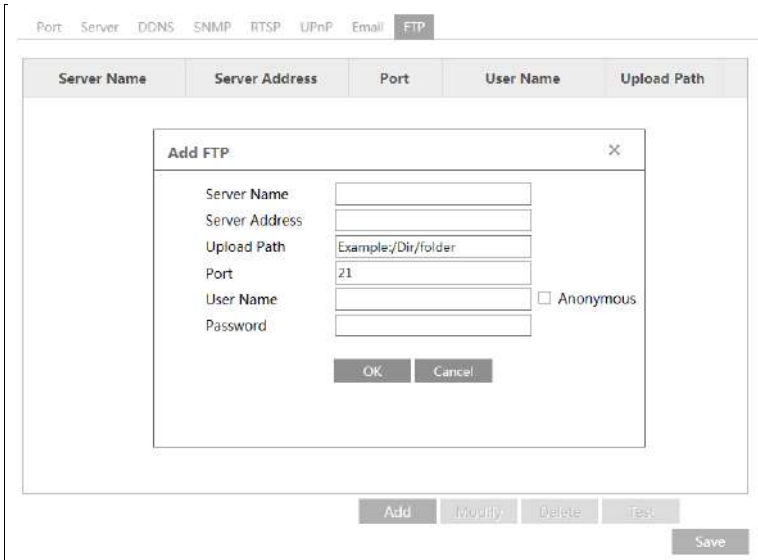 Port Server DDNS SNMP RTSP UPnP Email FTP
Server Name Server Address Port User Name Upload Path
Add FTP ×
Server Name
Server Address
Upload Path Example:/Dir/folder
Port 21
User Name Anonymous
Password
OK Cancel
Add Modify Delete Test
Save